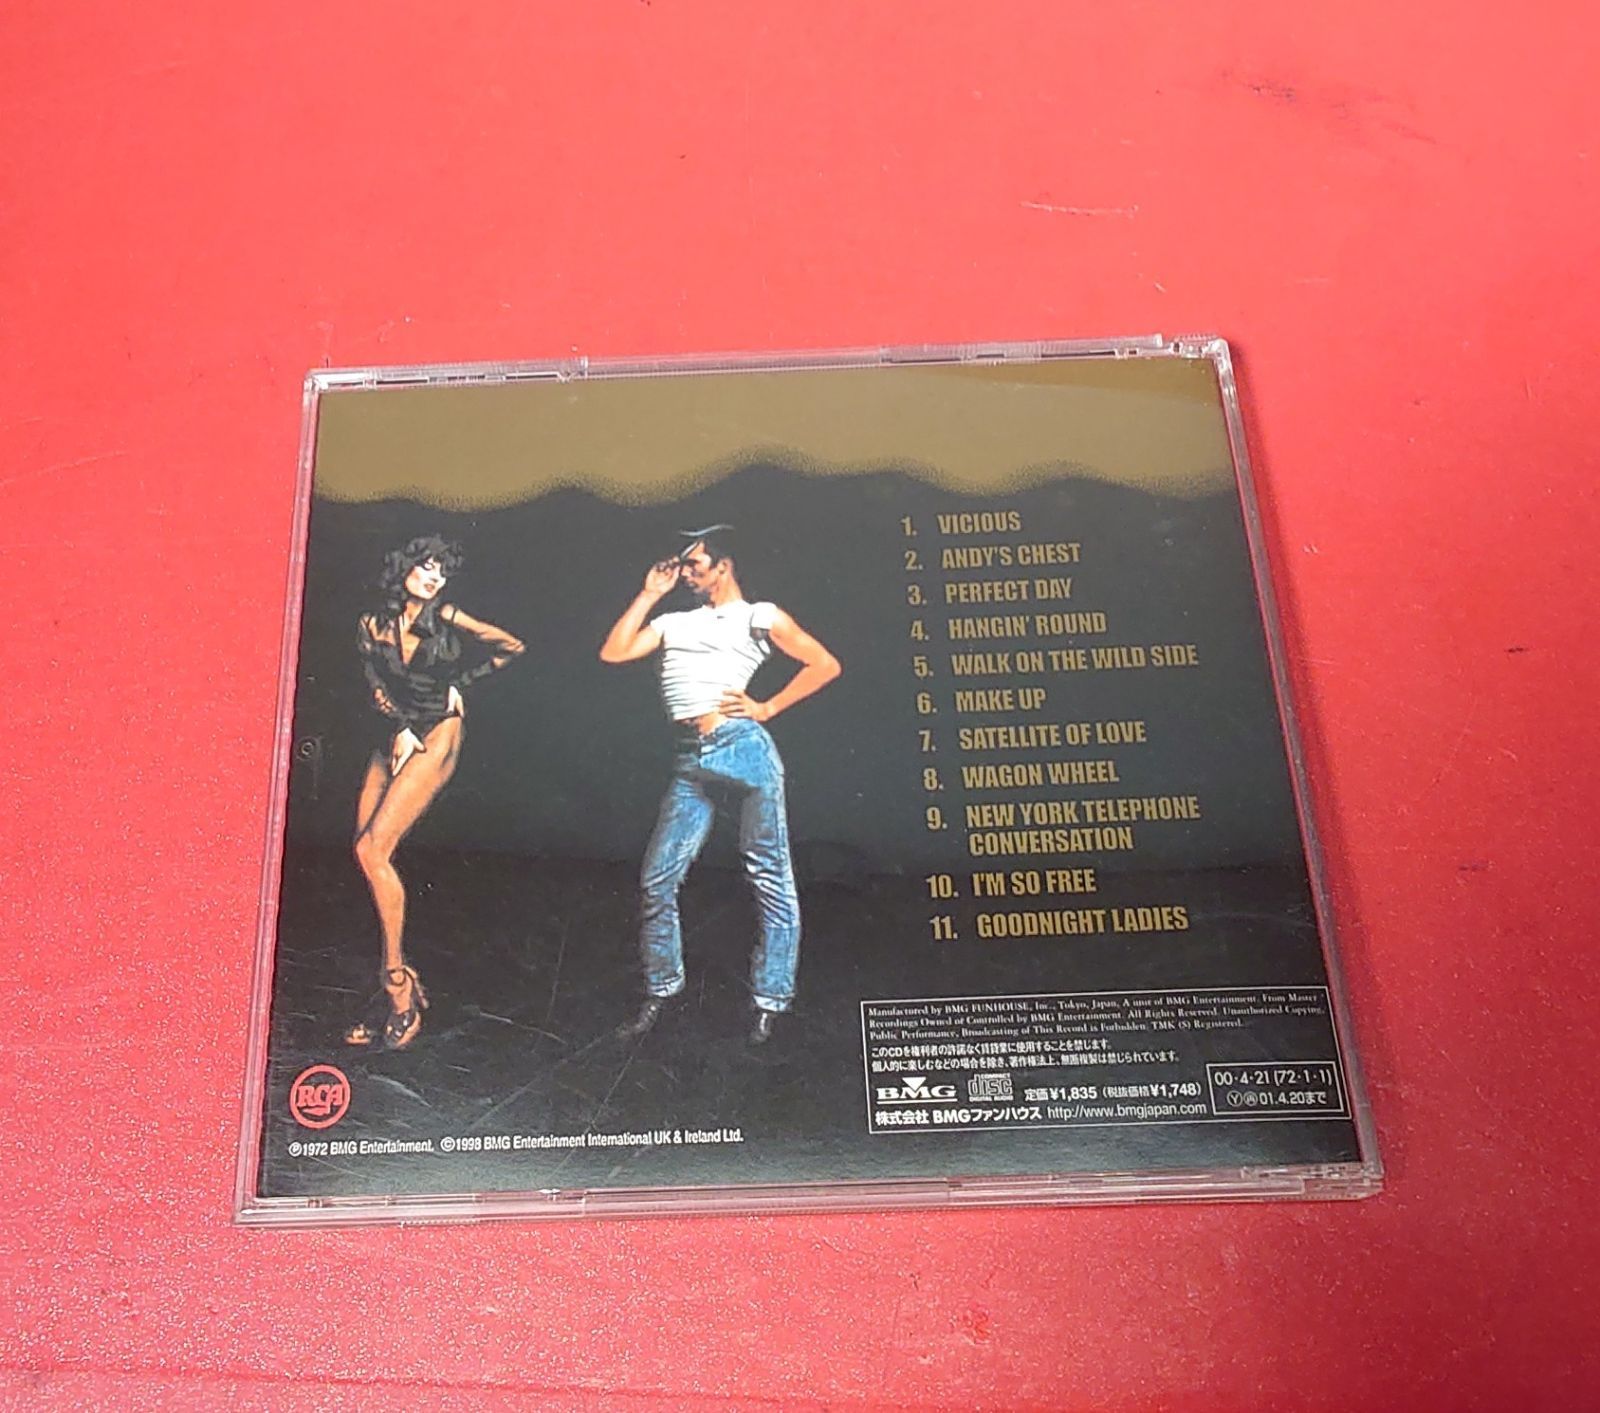 1. VICIOUS
2. ANDY'S CHEST
3. PERFECT DAY
4. HANGIN' ROUND
5. WALK ON THE WILD SIDE
6. MAKE UP
7. SATELLITE OF LOVE
8. WAGON WHEEL
9. NEW YORK TELEPHONE
CONVERSATION
10. I'M SO FREE
11. GOODNIGHT LADIES
Manufactured by BMG FUNHOUSE, Inc., Tokyo, Japan, A unit of BMG Entertainment. From Master
Recordings Owned or Controlled by BMG Entertainment. All Rights Reserved. Unauthorized Copying,
Public Performance, Broadcasting of This Record is Forbidden. TMK (S) Registered.
このCDを権利者の許諾なく賃貸業に使用することを禁じます。
個人的に楽しむなどの場合を除き、著作権法上、無断複製は禁じられています。
BMG COMPACT disc DIGITAL AUDIO 定価¥1,835 (税抜価格¥1,748)
株式会社 BMGファンハウス http://www.bmgjapan.com
00・4・21 (72・1・1)
Ⓨ㋐01.4.20まで
RCA
℗1972 BMG Entertainment. ©1998 BMG Entertainment International UK & Ireland Ltd.